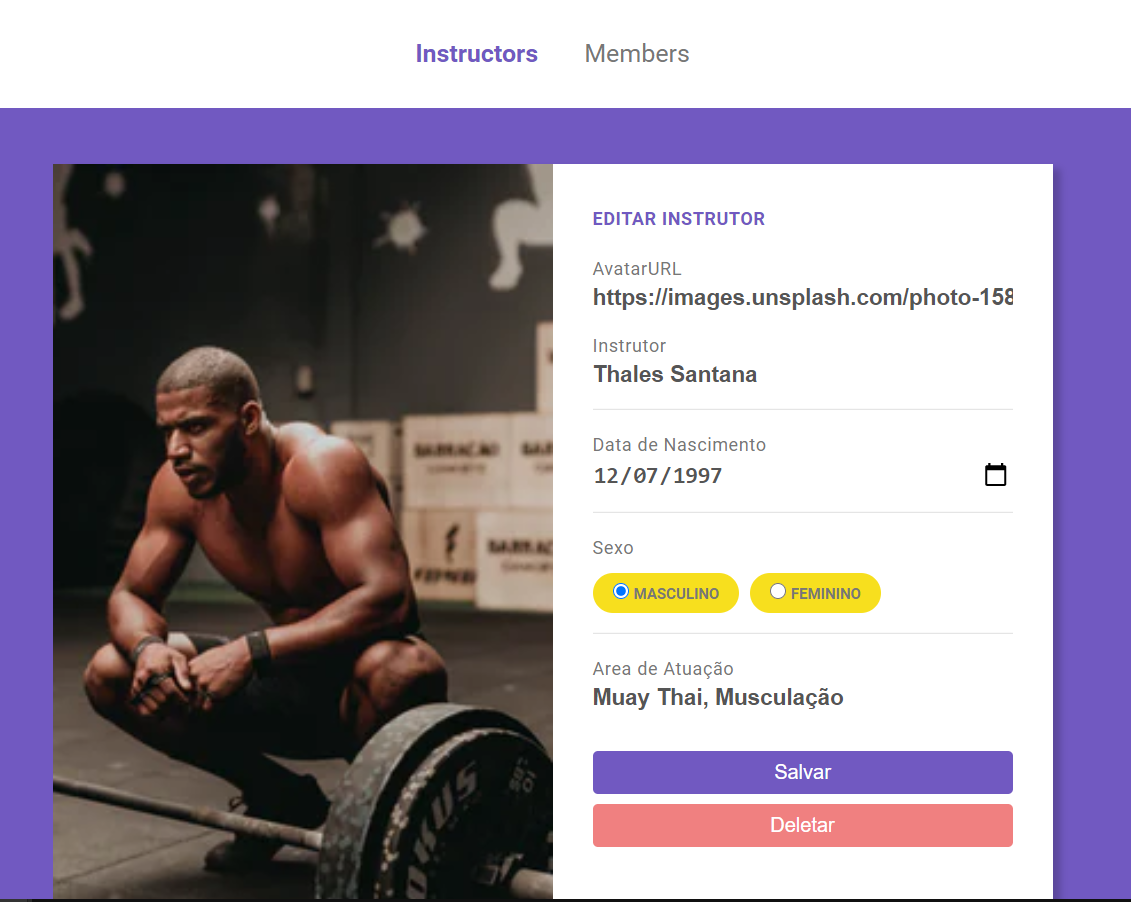 Instructors Members
EDITAR INSTRUTOR
AvatarURL
https://images.unsplash.com/photo-158
Instrutor
Thales Santana
Data de Nascimento
12/07/1997
Sexo
MASCULINO FEMININO
Area de Atuação
Muay Thai, Musculação
Salvar
Deletar
BARRACAO